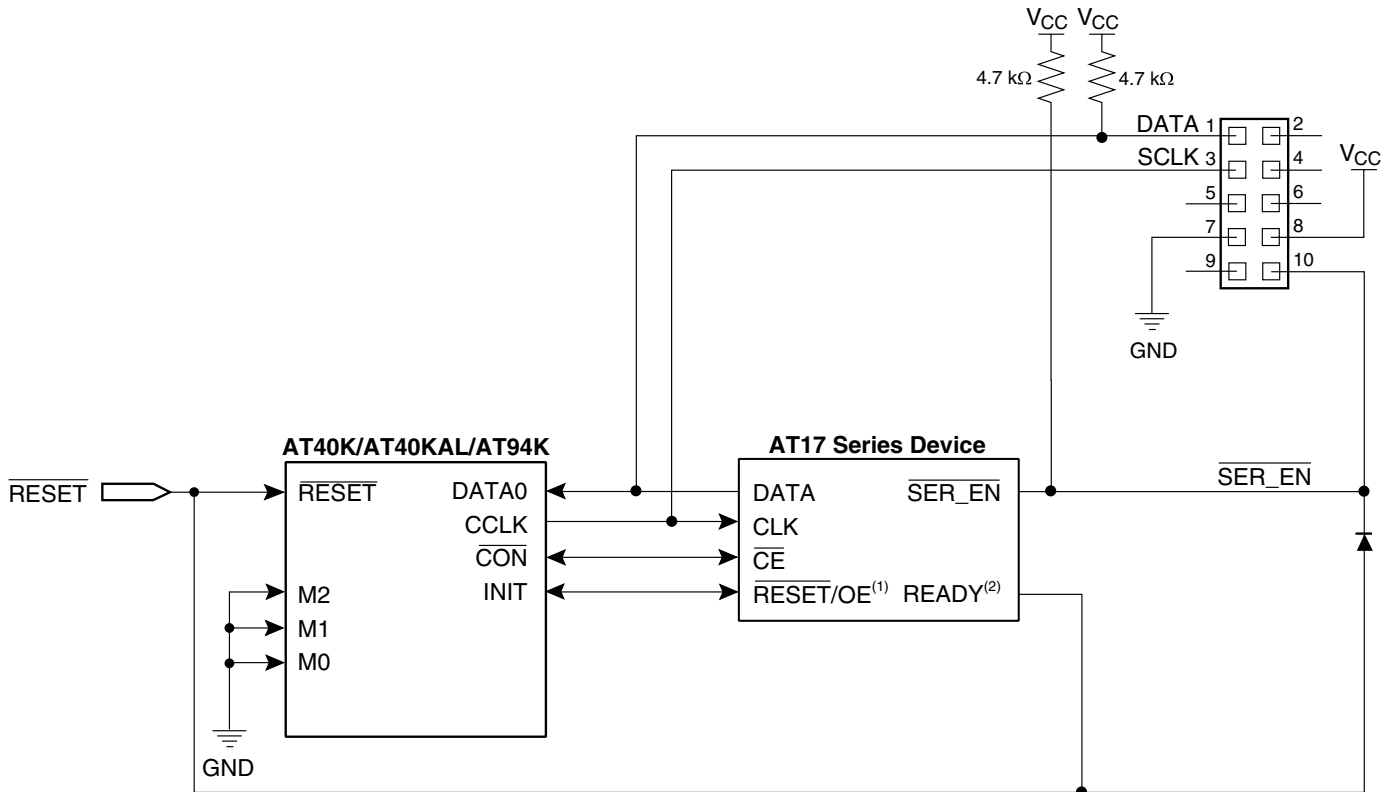 VCC VCC
4.7 kΩ 4.7 kΩ
DATA 1 2
SCLK 3 4 VCC
5 6
7 8
9 10
GND
AT40K/AT40KAL/AT94K AT17 Series Device
RESET RESET DATA0 DATA SER_EN SER_EN
CCLK CLK
CON CE
M2 INIT RESET/OE(1) READY(2)
M1
M0
GND